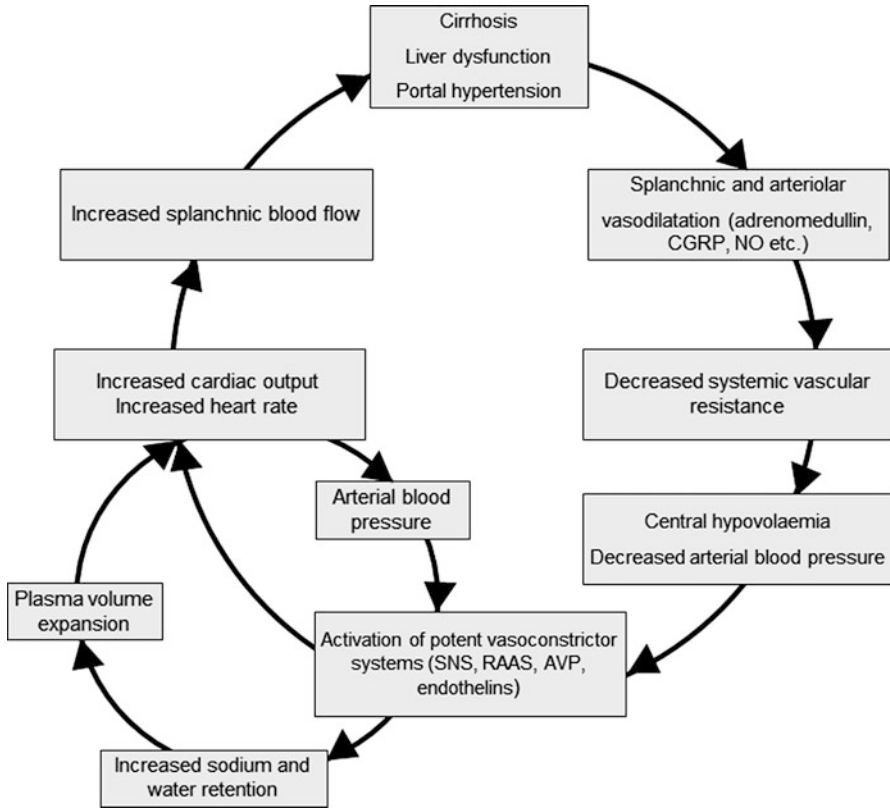 Cirrhosis
Liver dysfunction
Portal hypertension
Splanchnic and arteriolar
vasodilatation (adrenomedullin,
CGRP, NO etc.)
Decreased systemic vascular
resistance
Central hypovolaemia
Decreased arterial blood pressure
Activation of potent vasoconstrictor
systems (SNS, RAAS, AVP,
endothelins)
Increased sodium and
water retention
Plasma volume
expansion
Arterial blood
pressure
Increased cardiac output
Increased heart rate
Increased splanchnic blood flow